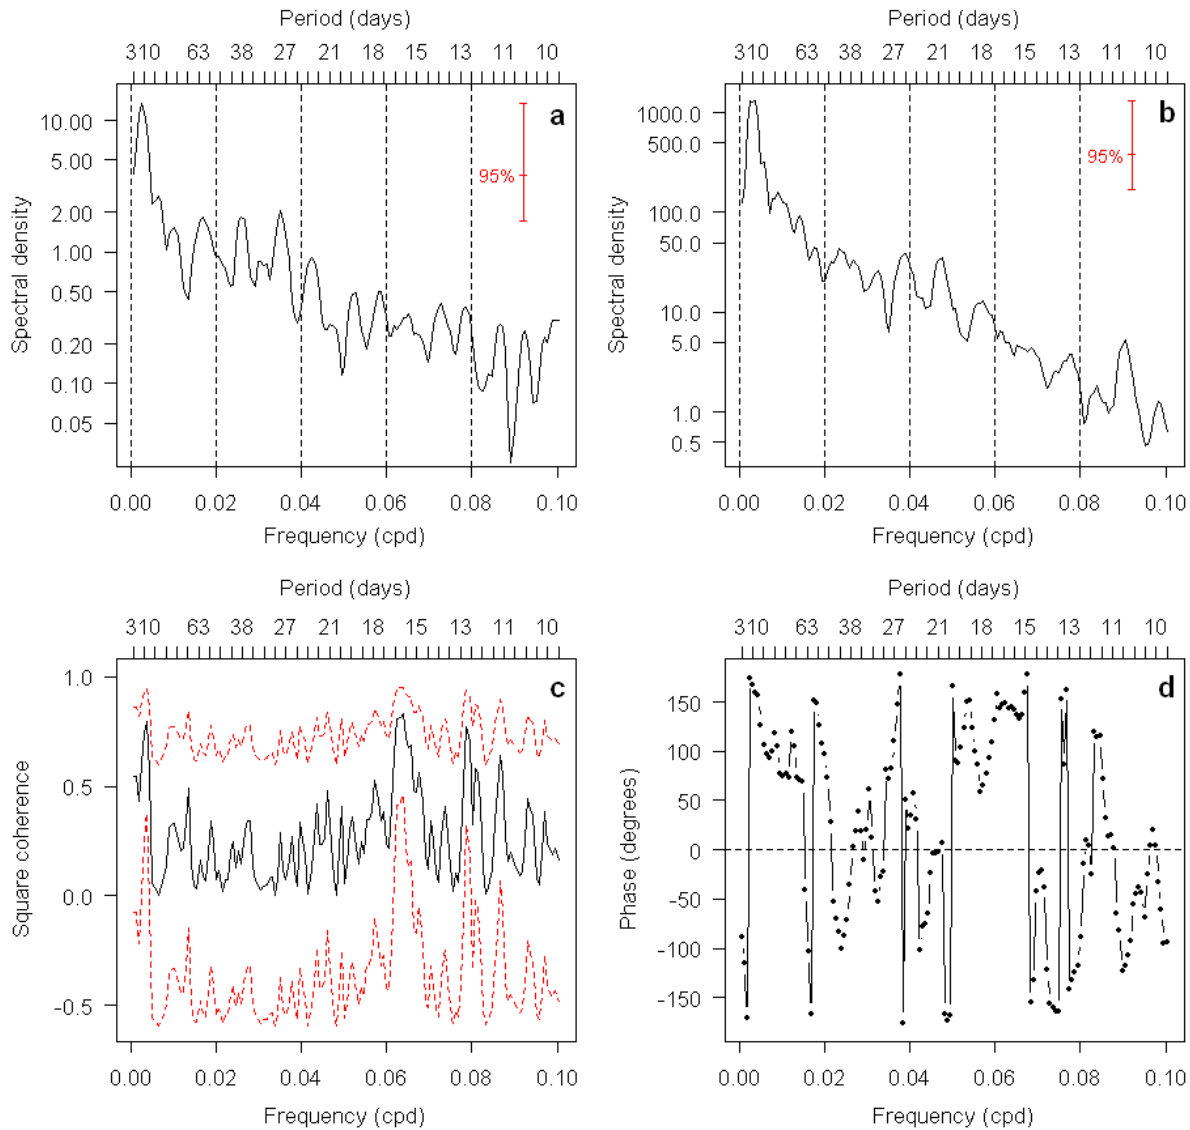 Period (days)
310 63 38 27 21 18 15 13 11 10
a
95%
10.00
5.00
2.00
1.00
0.50
0.20
0.10
0.05
Spectral density
0.00 0.02 0.04 0.06 0.08 0.10
Frequency (cpd)
Period (days)
310 63 38 27 21 18 15 13 11 10
b
95%
1000.0
500.0
100.0
50.0
10.0
5.0
1.0
0.5
Spectral density
0.00 0.02 0.04 0.06 0.08 0.10
Frequency (cpd)
Period (days)
310 63 38 27 21 18 15 13 11 10
c
1.0
0.5
0.0
-0.5
Square coherence
0.00 0.02 0.04 0.06 0.08 0.10
Frequency (cpd)
Period (days)
310 63 38 27 21 18 15 13 11 10
d
150
100
50
0
-50
-100
-150
Phase (degrees)
0.00 0.02 0.04 0.06 0.08 0.10
Frequency (cpd)